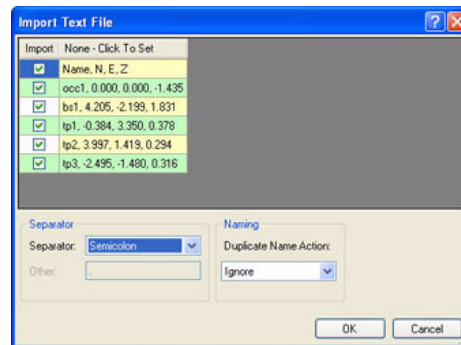 Import Text File
Import None - Click To Set
Name, N, E, Z
occ1, 0.000, 0.000, -1.435
bs1, 4.205, -2.199, 1.831
tp1, -0.384, 3.350, 0.378
tp2, 3.997, 1.419, 0.294
tp3, -2.495, -1.480, 0.316
Separator Naming
Separator: Semicolon Duplicate Name Action:
Other: , Ignore
OK Cancel